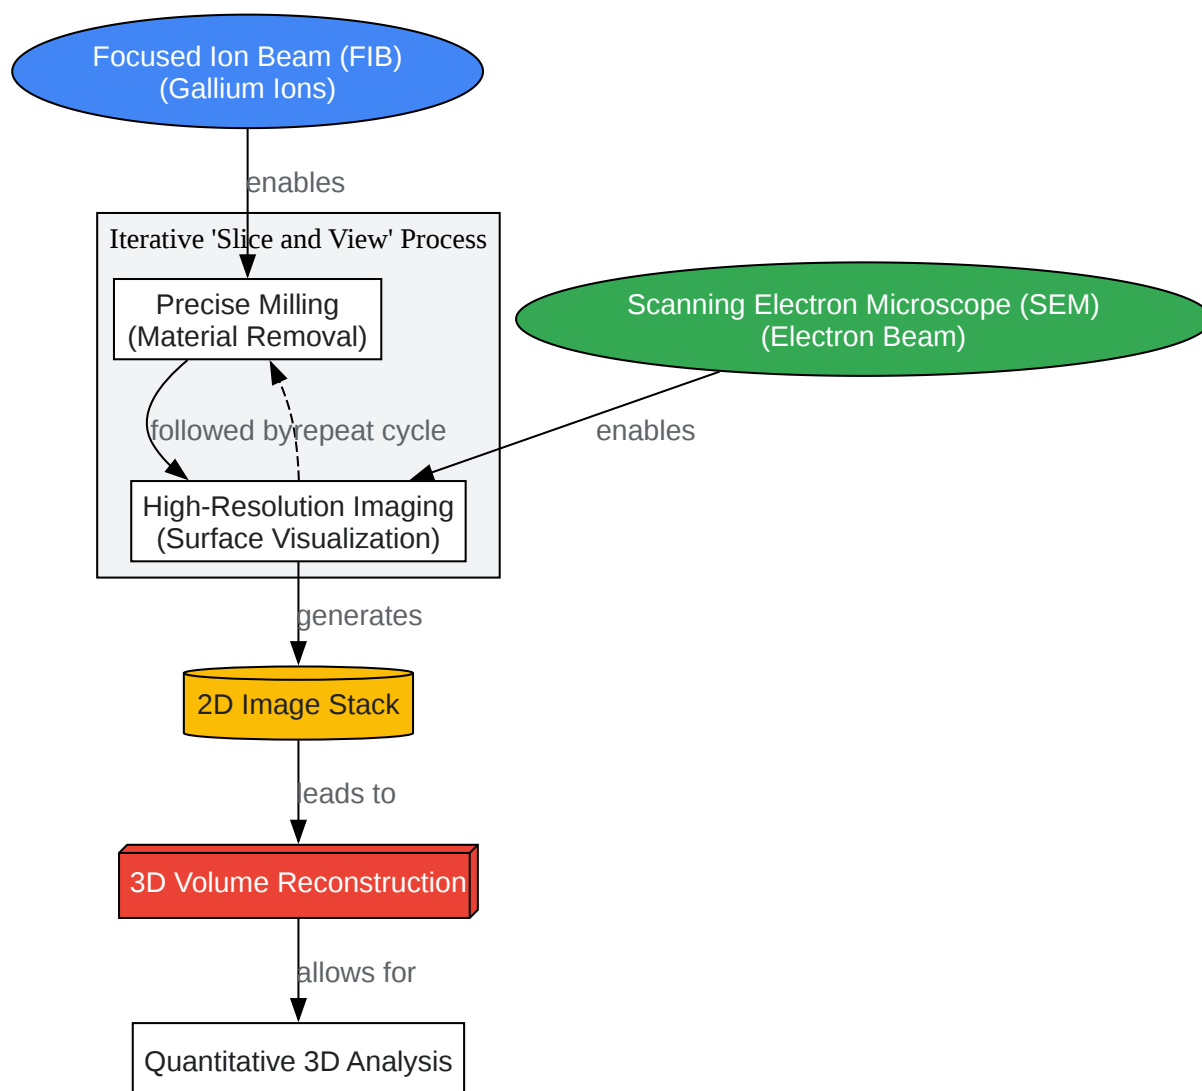 Focused Ion Beam (FIB)
(Gallium Ions)
enables
Iterative 'Slice and View' Process
Precise Milling
(Material Removal)
Scanning Electron Microscope (SEM)
(Electron Beam)
followed by
repeat cycle
enables
High-Resolution Imaging
(Surface Visualization)
generates
2D Image Stack
leads to
3D Volume Reconstruction
allows for
Quantitative 3D Analysis